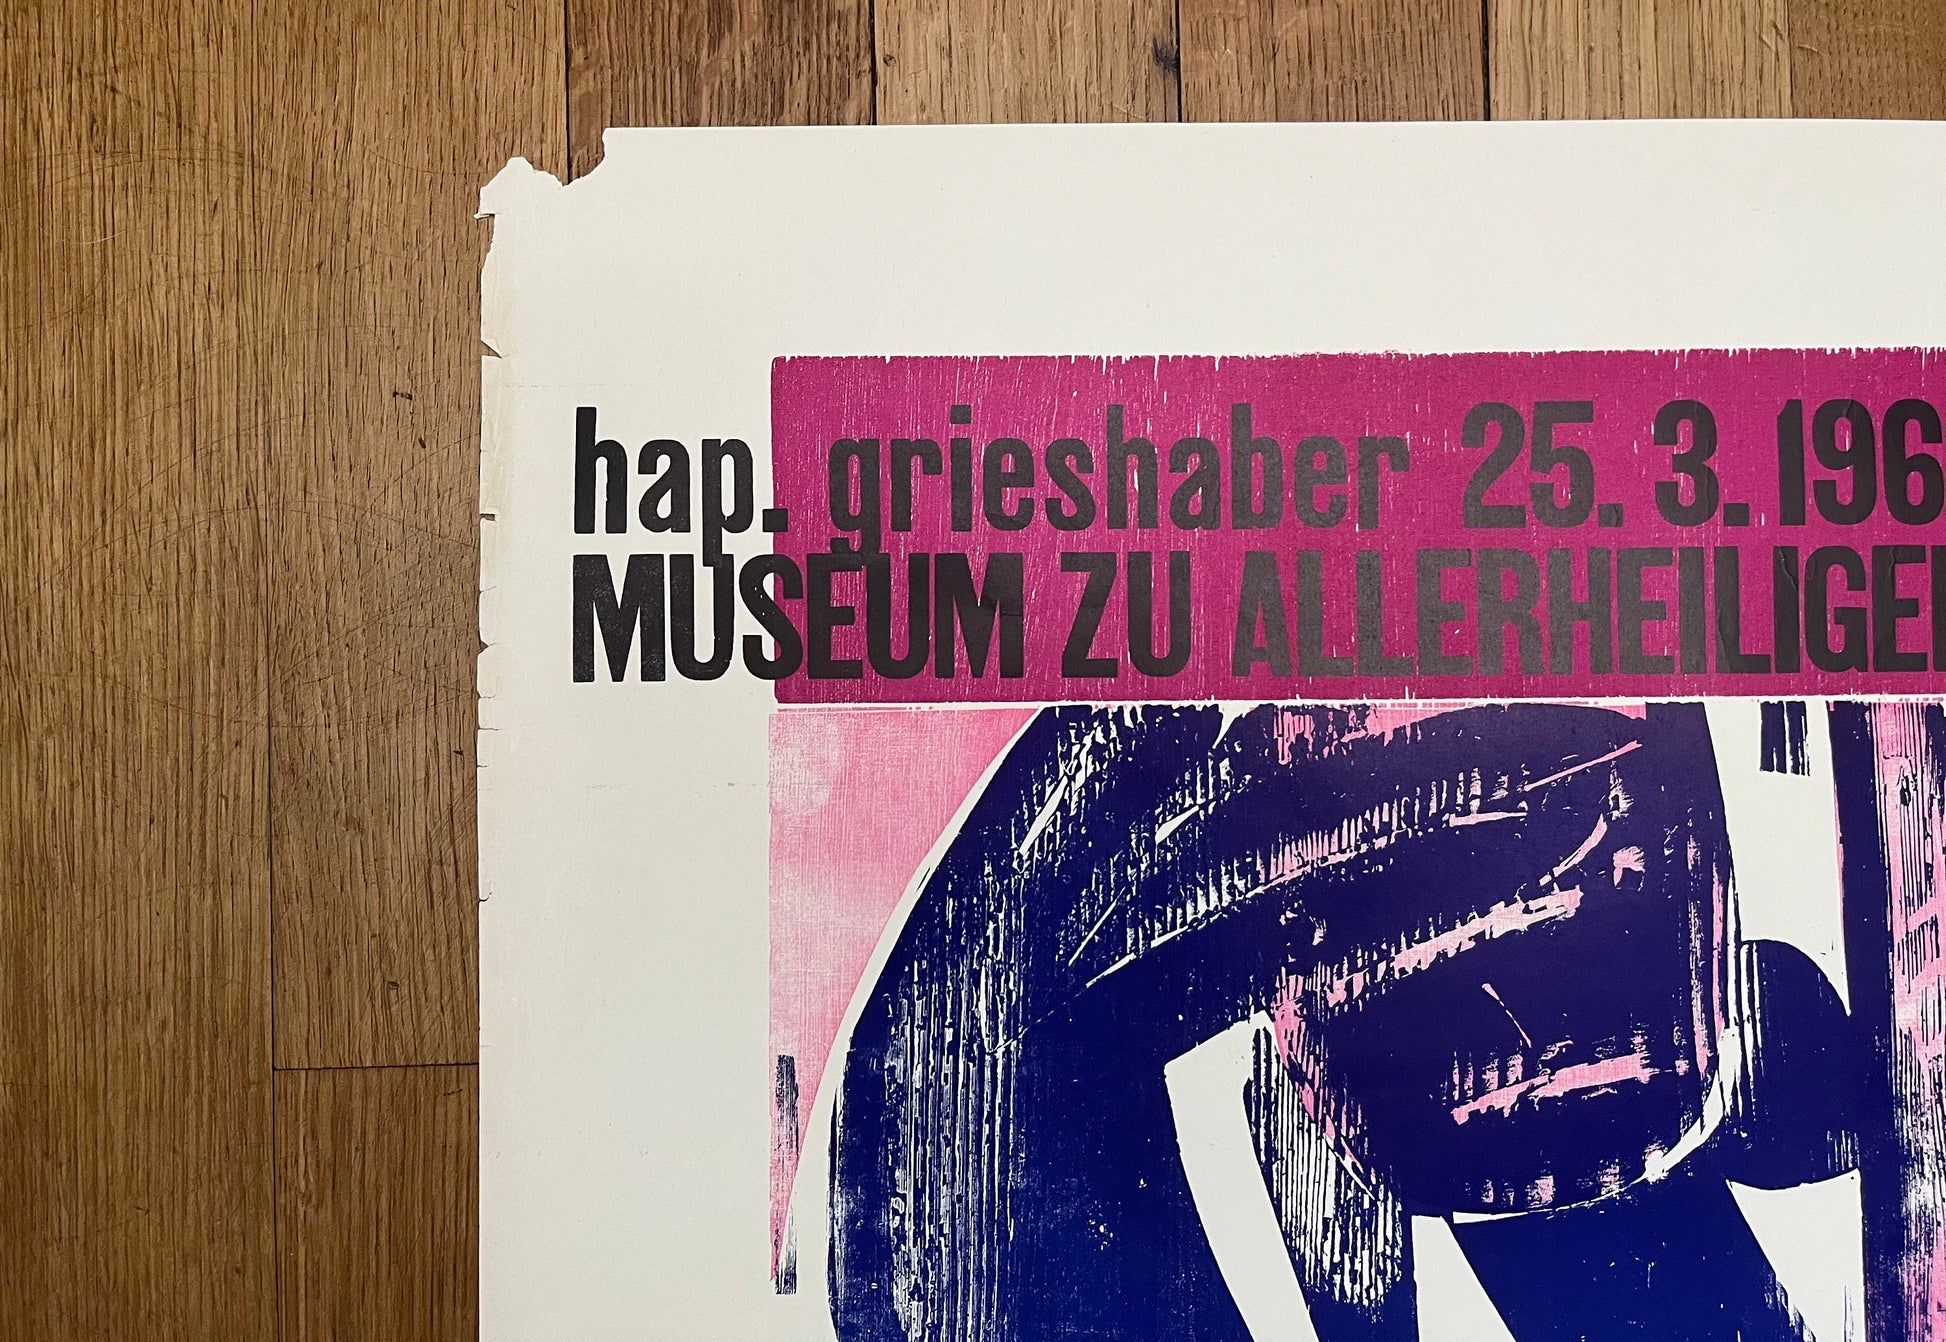 hap. grieshaber 25. 3. 196
MUSEUM ZU ALLERHEILIGE